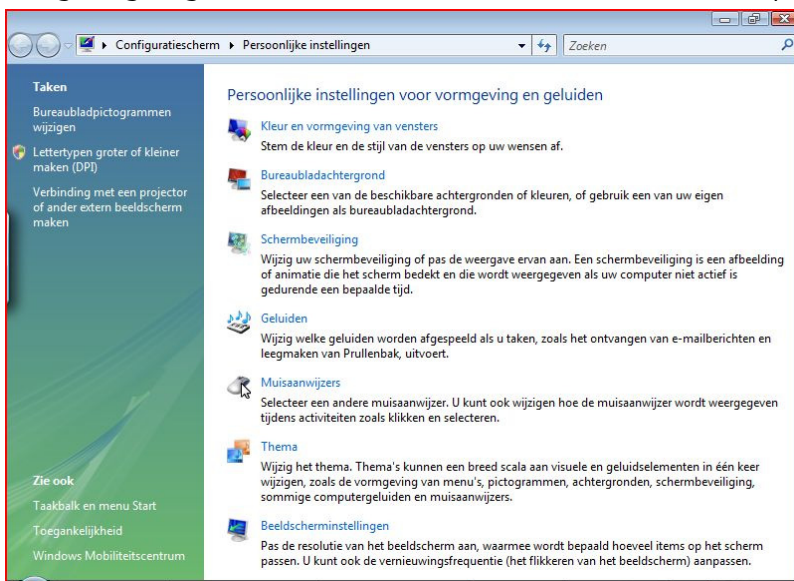 Configuratiescherm ▸ Persoonlijke instellingen
Zoeken
Taken
Bureaubladpictogrammen
wijzigen
Lettertypen groter of kleiner
maken (DPI)
Verbinding met een projector
of ander extern beeldscherm
maken
Zie ook
Taakbalk en menu Start
Toegankelijkheid
Windows Mobiliteitscentrum
Persoonlijke instellingen voor vormgeving en geluiden
Kleur en vormgeving van vensters
Stem de kleur en de stijl van de vensters op uw wensen af.
Bureaubladachtergrond
Selecteer een van de beschikbare achtergronden of kleuren, of gebruik een van uw eigen
afbeeldingen als bureaubladachtergrond.
Schermbeveiliging
Wijzig uw schermbeveiliging of pas de weergave ervan aan. Een schermbeveiliging is een afbeelding
of animatie die het scherm bedekt en die wordt weergegeven als uw computer niet actief is
gedurende een bepaalde tijd.
Geluiden
Wijzig welke geluiden worden afgespeeld als u taken, zoals het ontvangen van e-mailberichten en
leegmaken van Prullenbak, uitvoert.
Muisaanwijzers
Selecteer een andere muisaanwijzer. U kunt ook wijzigen hoe de muisaanwijzer wordt weergegeven
tijdens activiteiten zoals klikken en selecteren.
Thema
Wijzig het thema. Thema's kunnen een breed scala aan visuele en geluidselementen in één keer
wijzigen, zoals de vormgeving van menu's, pictogrammen, achtergronden, schermbeveiliging,
sommige computergeluiden en muisaanwijzers.
Beeldscherminstellingen
Pas de resolutie van het beeldscherm aan, waarmee wordt bepaald hoeveel items op het scherm
passen. U kunt ook de vernieuwingsfrequentie (het flikkeren van het beeldscherm) aanpassen.